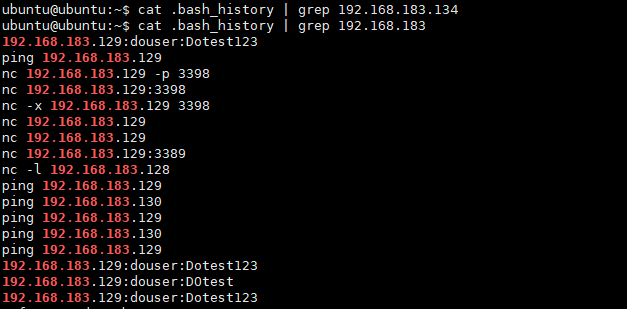 ubuntu@ubuntu:~$ cat .bash_history | grep 192.168.183.134
ubuntu@ubuntu:~$ cat .bash_history | grep 192.168.183
192.168.183.129:douser:Dotest123
ping 192.168.183.129
nc 192.168.183.129 -p 3398
nc 192.168.183.129:3398
nc -x 192.168.183.129 3398
nc 192.168.183.129
nc 192.168.183.129
nc 192.168.183.129:3389
nc -l 192.168.183.128
ping 192.168.183.129
ping 192.168.183.130
ping 192.168.183.129
ping 192.168.183.130
ping 192.168.183.129
192.168.183.129:douser:Dotest123
192.168.183.129:douser:DOtest
192.168.183.129:douser:Dotest123